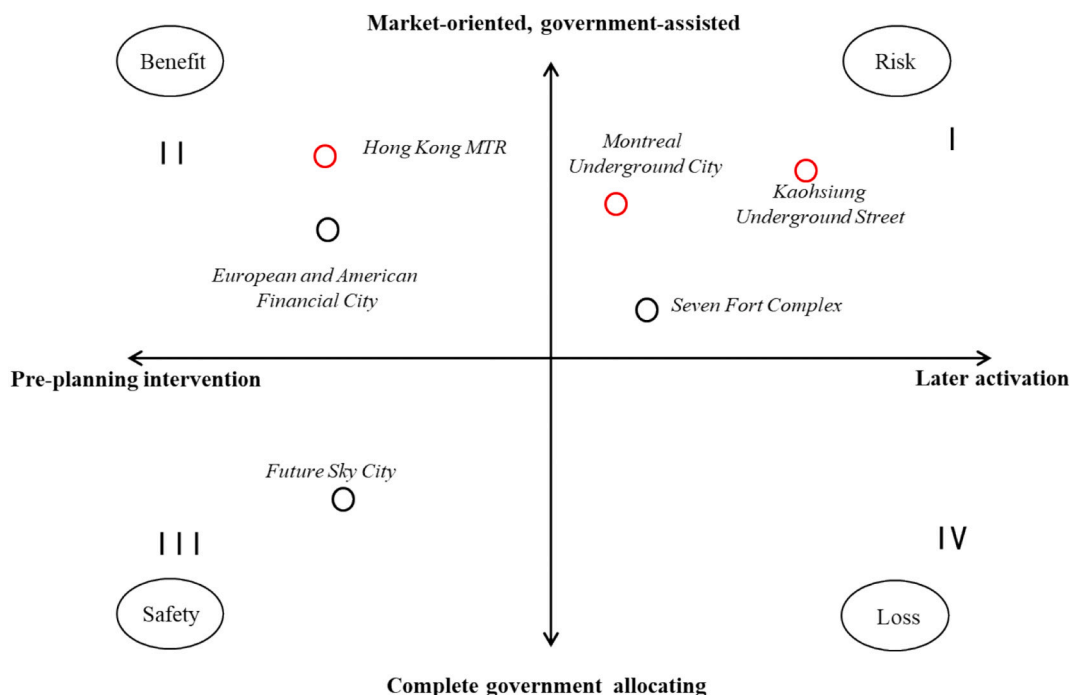 Market-oriented, government-assisted
Benefit
Risk
II
Hong Kong MTR
Montreal
Underground City
I
Kaohsiung
Underground Street
European and American
Financial City
Seven Fort Complex
Pre-planning intervention
Later activation
Future Sky City
III
IV
Safety
Loss
Complete government allocating